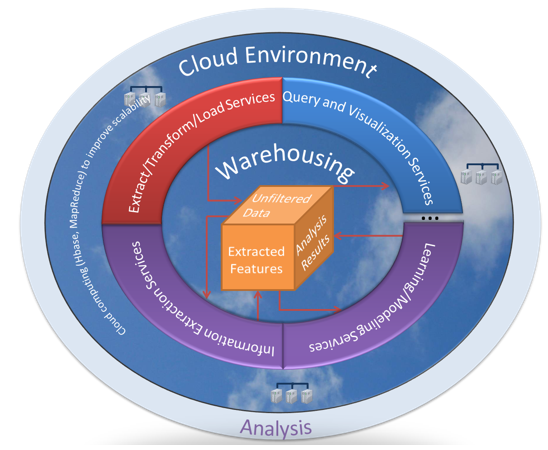 Cloud Environment
Cloud computing (Hbase, MapReduce) to improve scalability
Extract/Transform/Load Services
Query and Visualization Services
Warehousing
Unfiltered
Data
Extracted
Features
Analysis
Results
...
Information Extraction Services
Learning/Modeling Services
Analysis